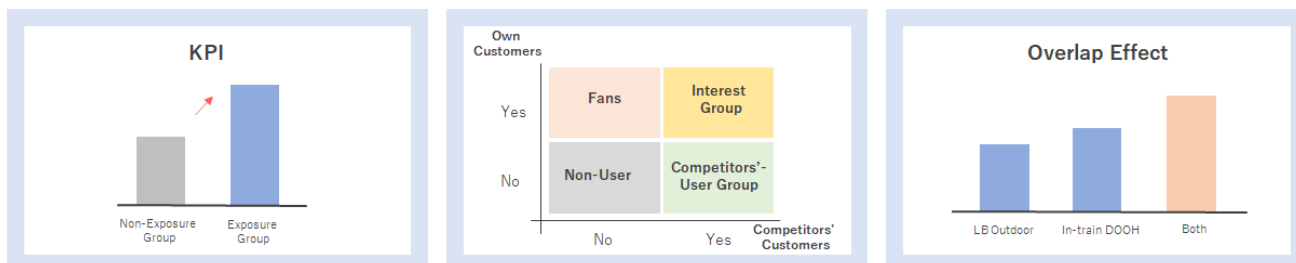 KPI
Non-Exposure
Group
Exposure
Group
Own
Customers
Yes
No
Fans
Interest
Group
Non-User
Competitors'-
User Group
No
Yes
Competitors'
Customers
Overlap Effect
LB Outdoor
In-train DOOH
Both